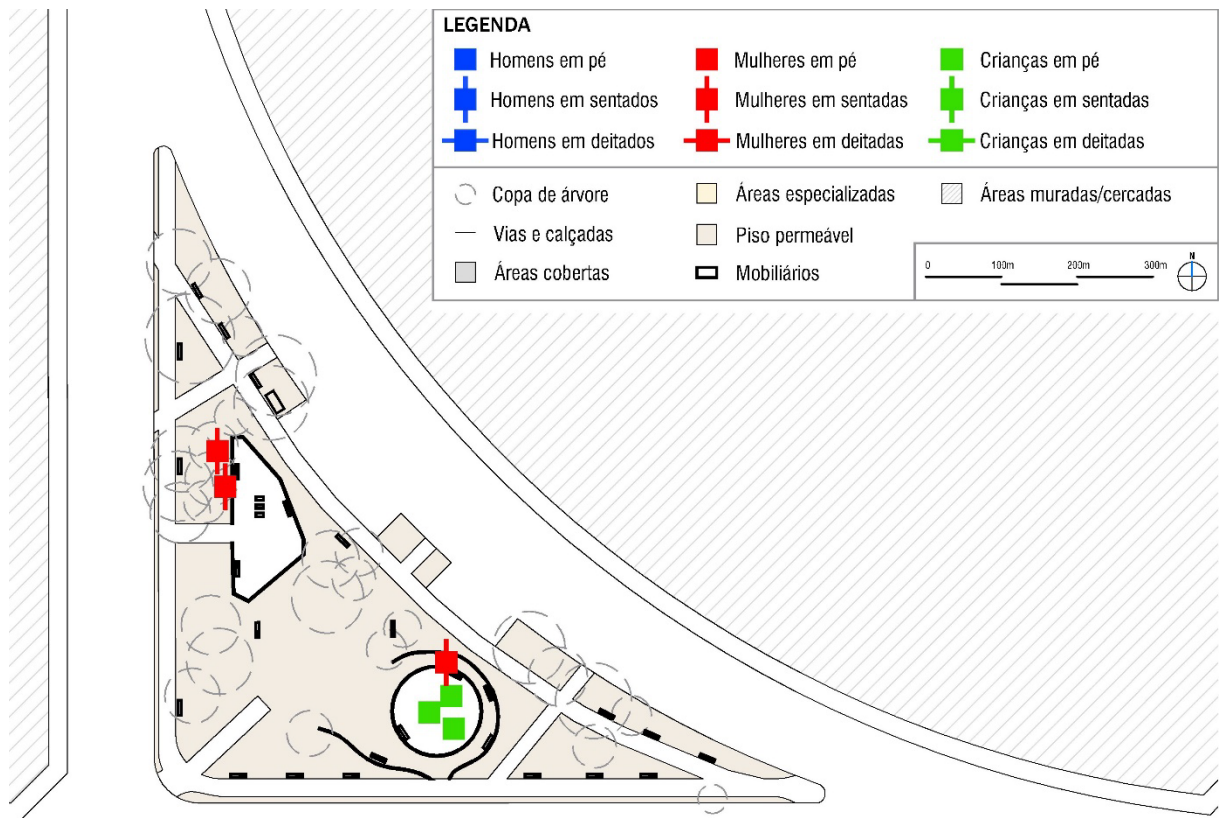 LEGENDA
Homens em pé
Mulheres em pé
Crianças em pé
Homens em sentados
Mulheres em sentadas
Crianças em sentadas
Homens em deitados
Mulheres em deitadas
Crianças em deitadas
Copa de árvore
Áreas especializadas
Áreas muradas/cercadas
Vias e calçadas
Piso permeável
Áreas cobertas
Mobiliários
0 100m 200m 300m
N